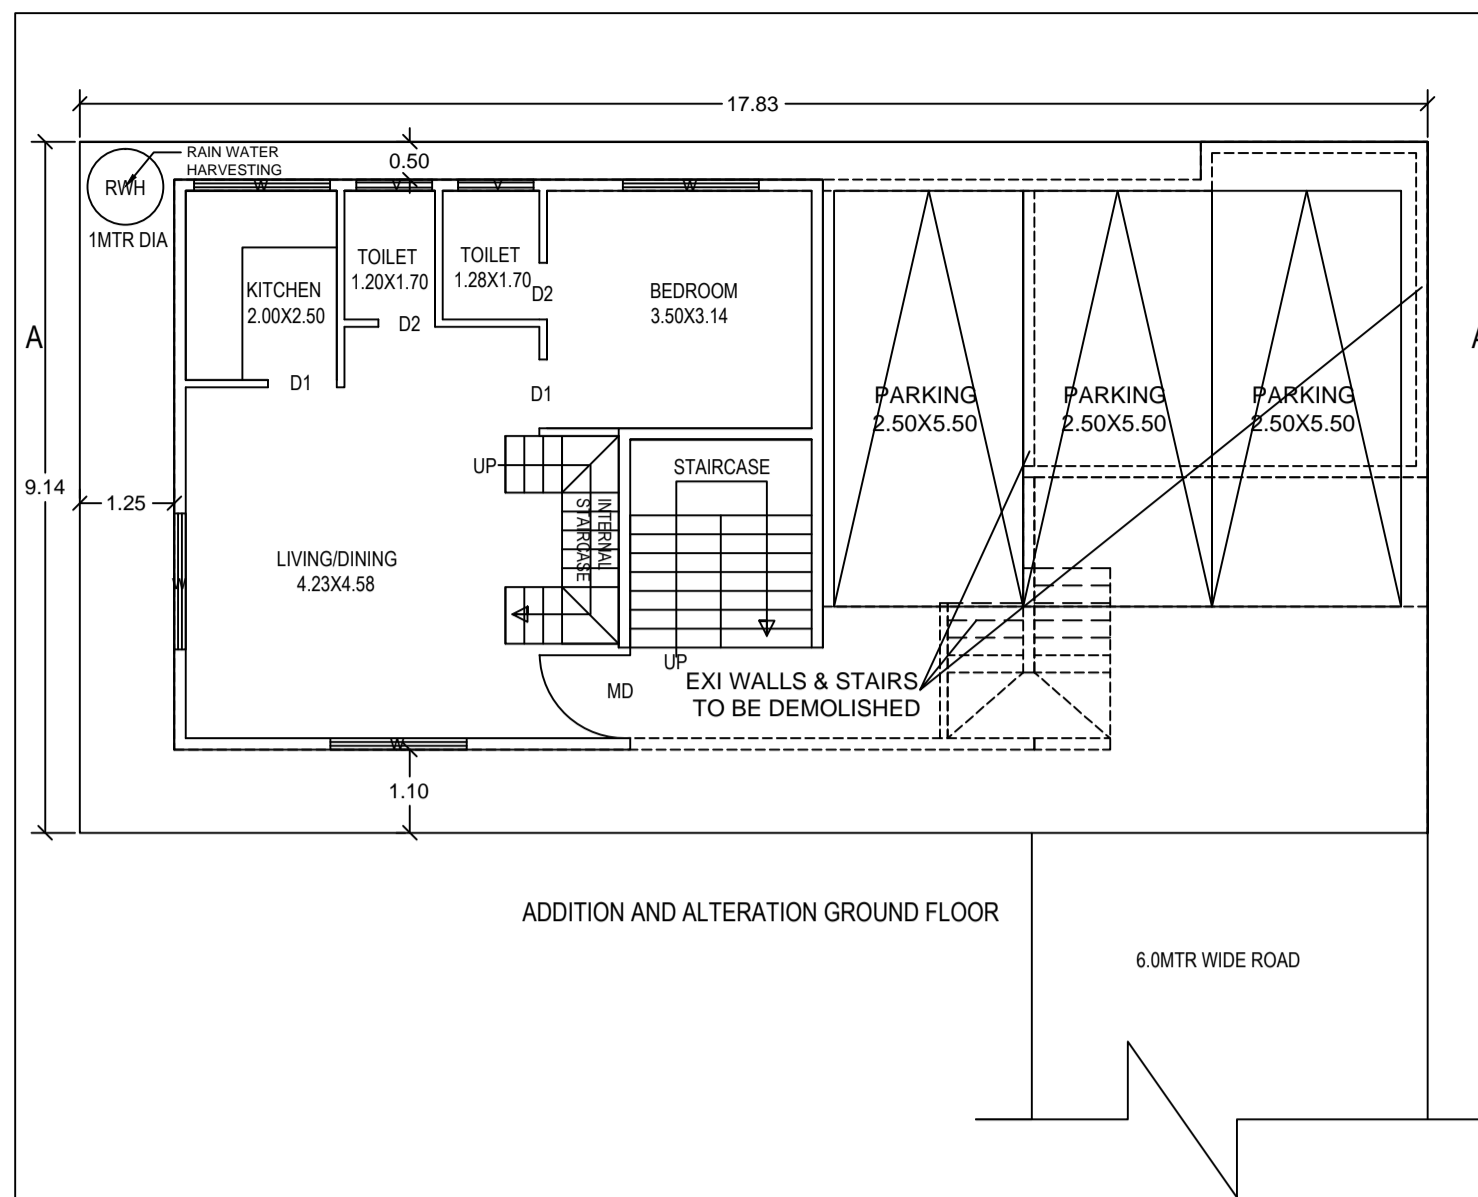 17.83
RAIN WATER
HARVESTING
0.50
RWH
1MTR DIA
W
V
V
W
KITCHEN
2.00X2.50
TOILET
1.20X1.70
TOILET
1.28X1.70
D2
D2
BEDROOM
3.50X3.14
A
A
D1
D1
PARKING
2.50X5.50
PARKING
2.50X5.50
PARKING
2.50X5.50
UP
STAIRCASE
9.14
1.25
INTERNAL
STAIRCASE
LIVING/DINING
4.23X4.58
W
UP
MD
EXI WALLS & STAIRS
TO BE DEMOLISHED
W
1.10
ADDITION AND ALTERATION GROUND FLOOR
6.0MTR WIDE ROAD